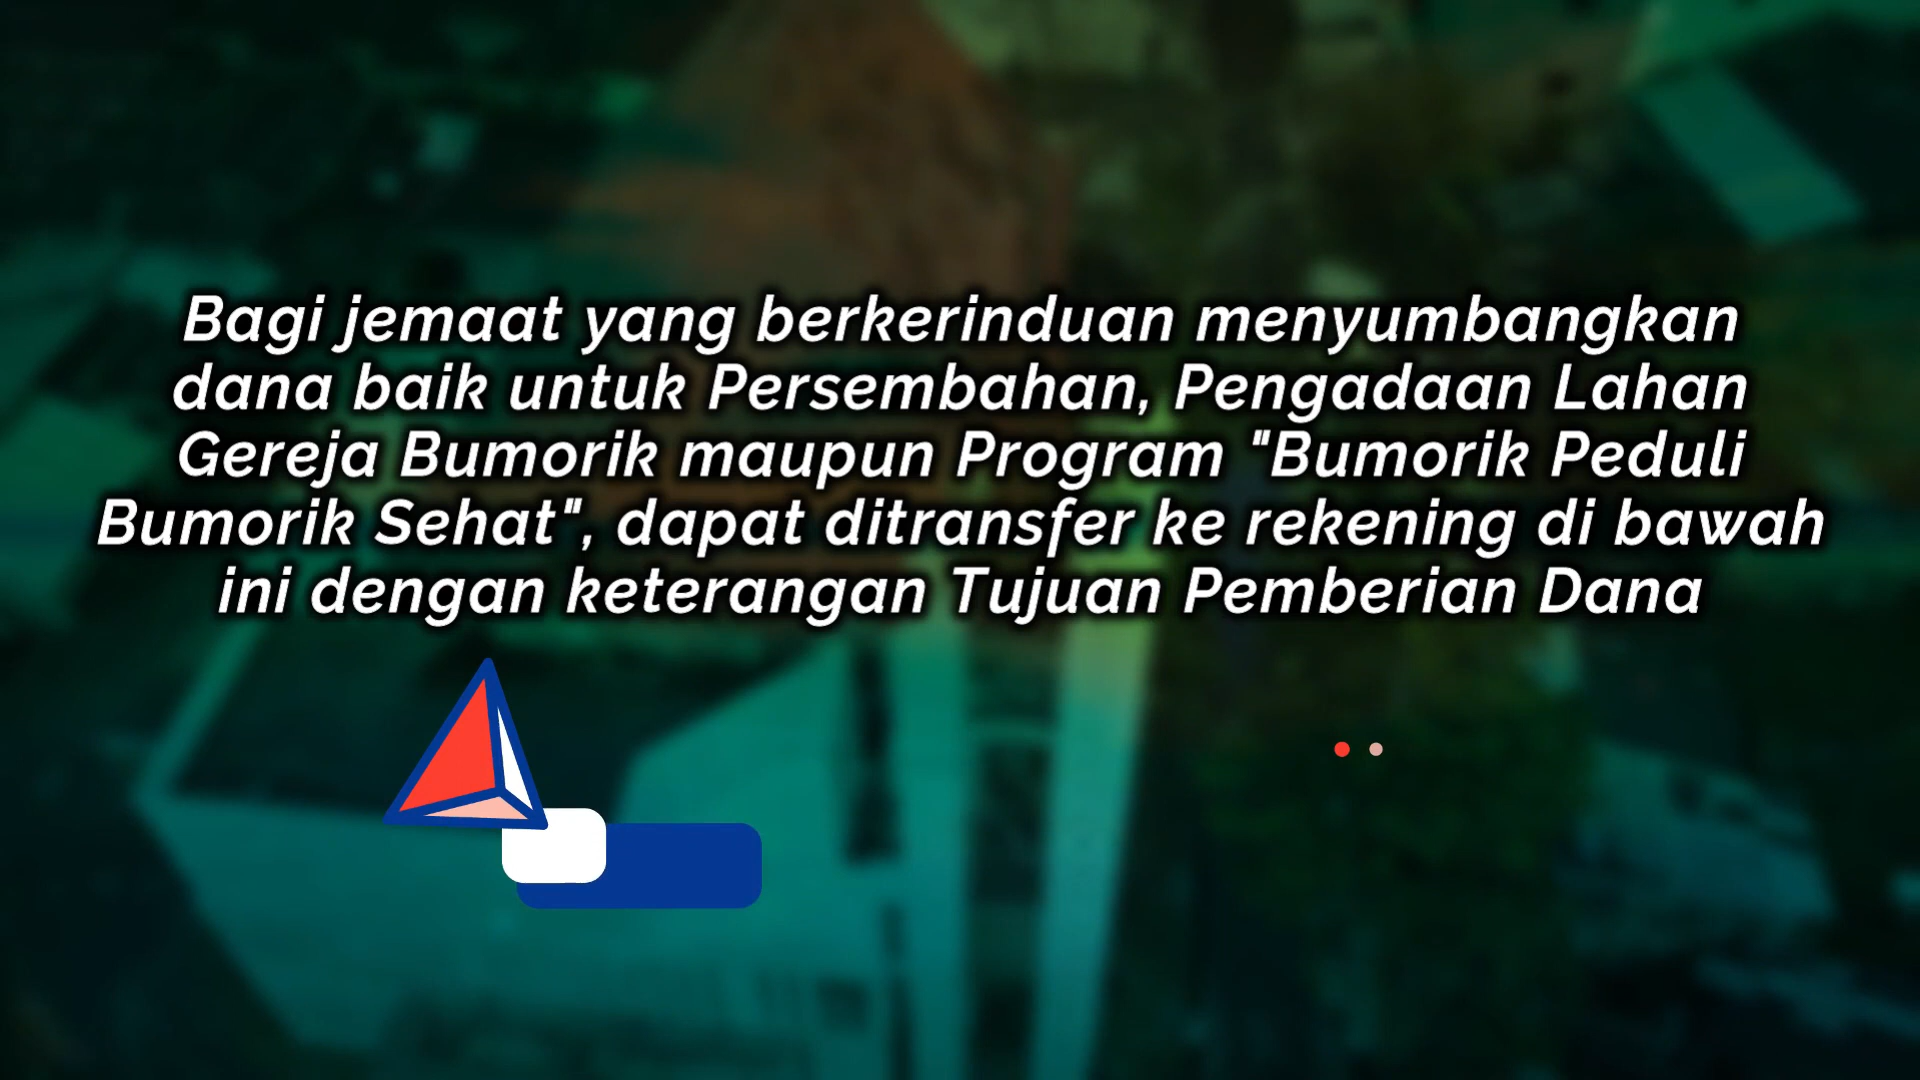 Bagi jemaat yang berkerinduan menyumbangkan
dana baik untuk Persembahan, Pengadaan Lahan
Gereja Bumorik maupun Program "Bumorik Peduli
Bumorik Sehat", dapat ditransfer ke rekening di bawah
ini dengan keterangan Tujuan Pemberian Dana